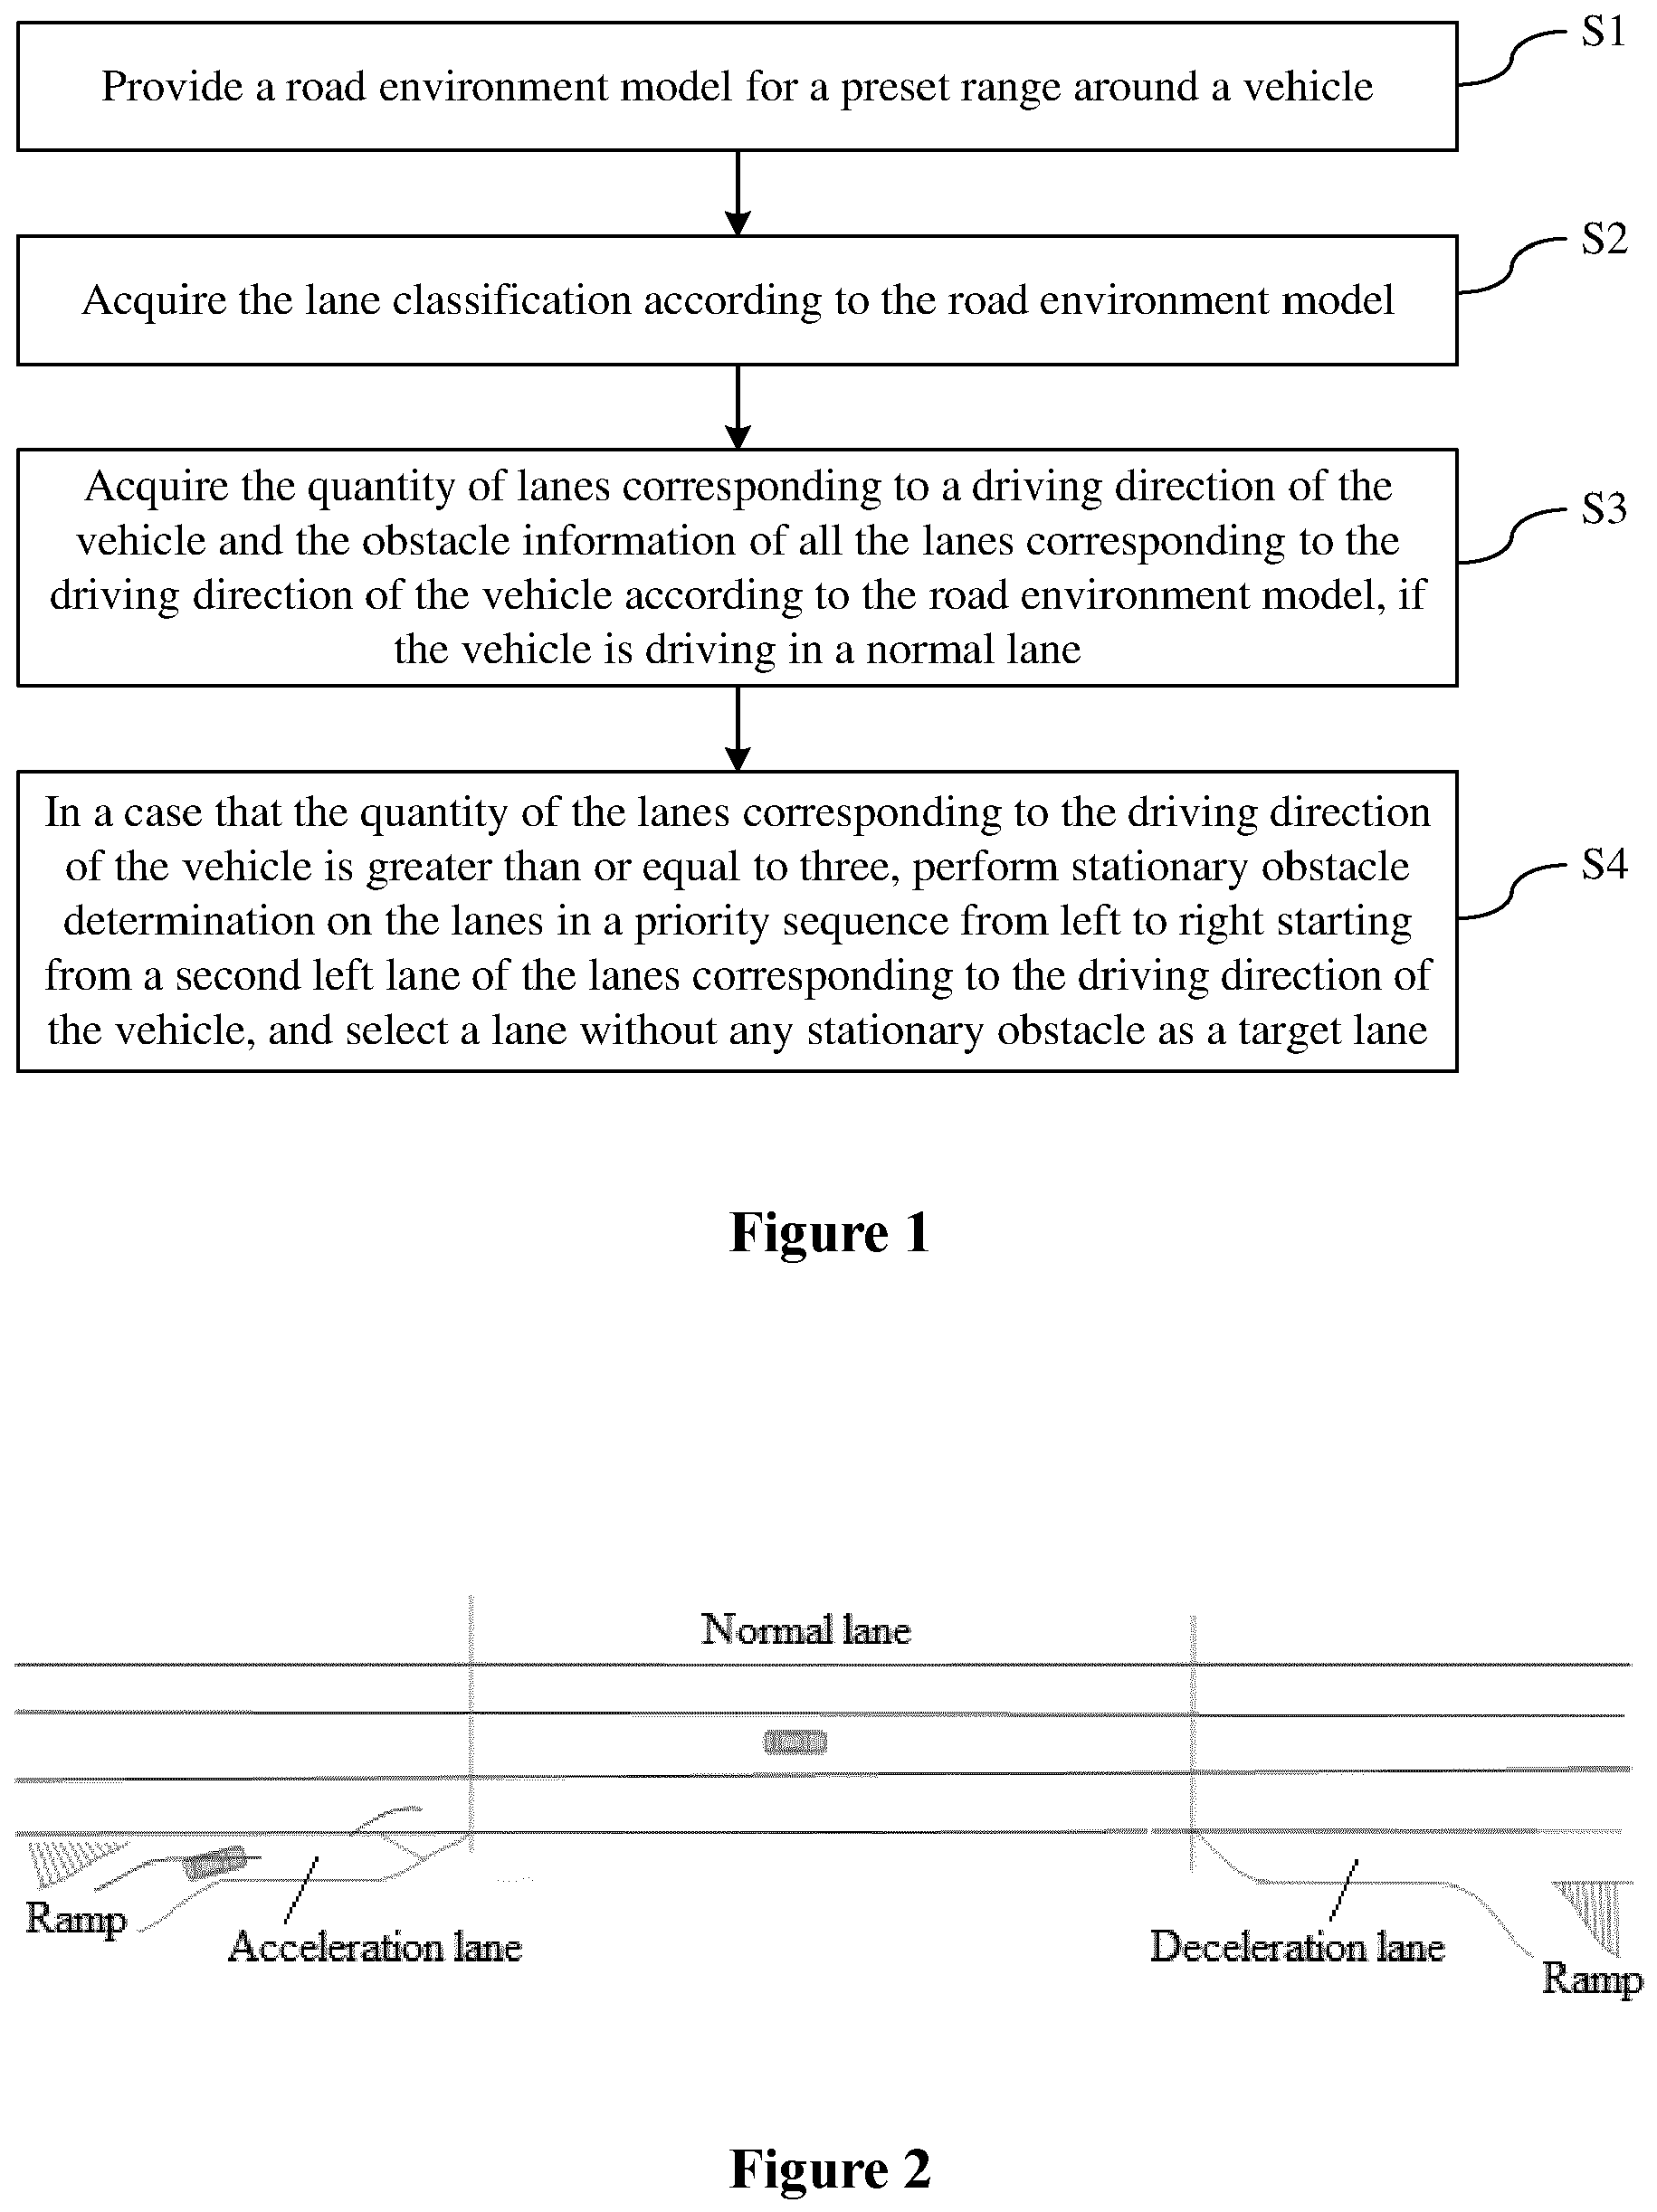 S1
Provide a road environment model for a preset range around a vehicle
S2
Acquire the lane classification according to the road environment model
S3
Acquire the quantity of lanes corresponding to a driving direction of the
vehicle and the obstacle information of all the lanes corresponding to the
driving direction of the vehicle according to the road environment model, if
the vehicle is driving in a normal lane
S4
In a case that the quantity of the lanes corresponding to the driving direction
of the vehicle is greater than or equal to three, perform stationary obstacle
determination on the lanes in a priority sequence from left to right starting
from a second left lane of the lanes corresponding to the driving direction of
the vehicle, and select a lane without any stationary obstacle as a target lane
Figure 1
Normal lane
Ramp
Acceleration lane
Deceleration lane
Ramp
Figure 2